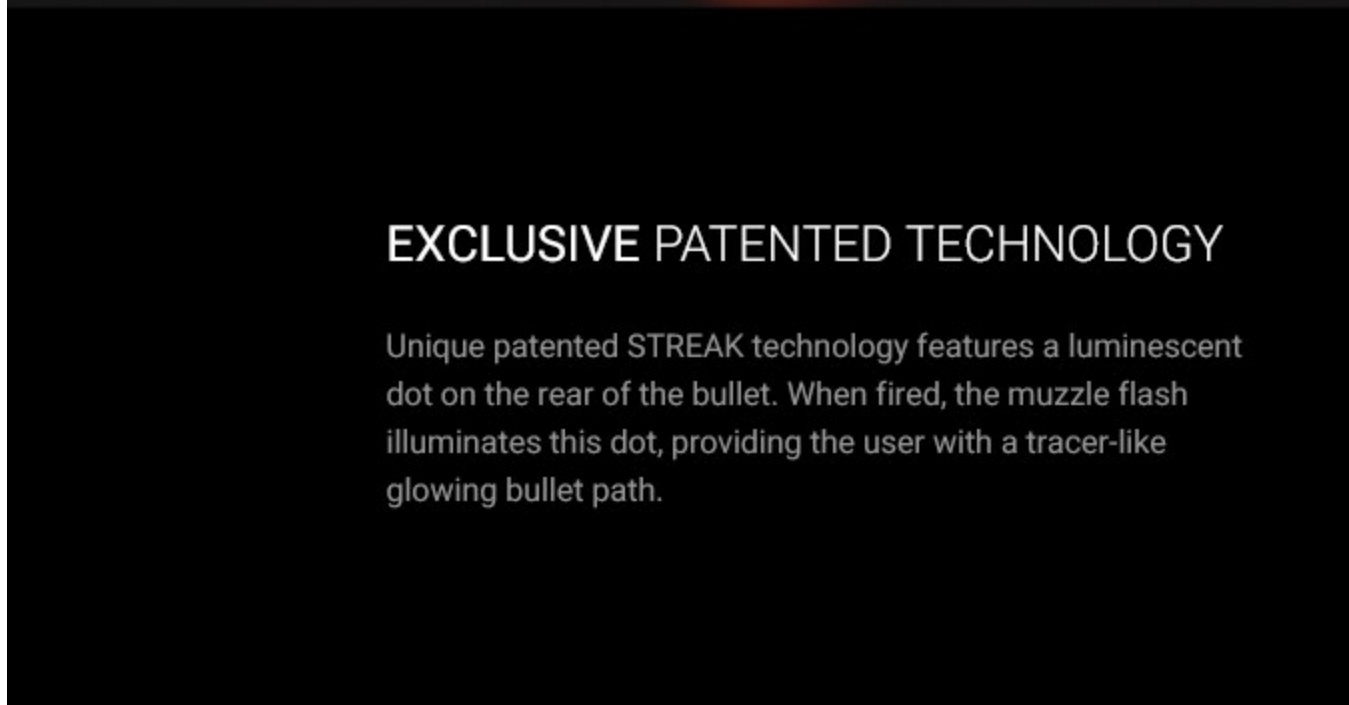 EXCLUSIVE PATENTED TECHNOLOGY
Unique patented STREAK technology features a luminescent
dot on the rear of the bullet. When fired, the muzzle flash
illuminates this dot, providing the user with a tracer-like
glowing bullet path.